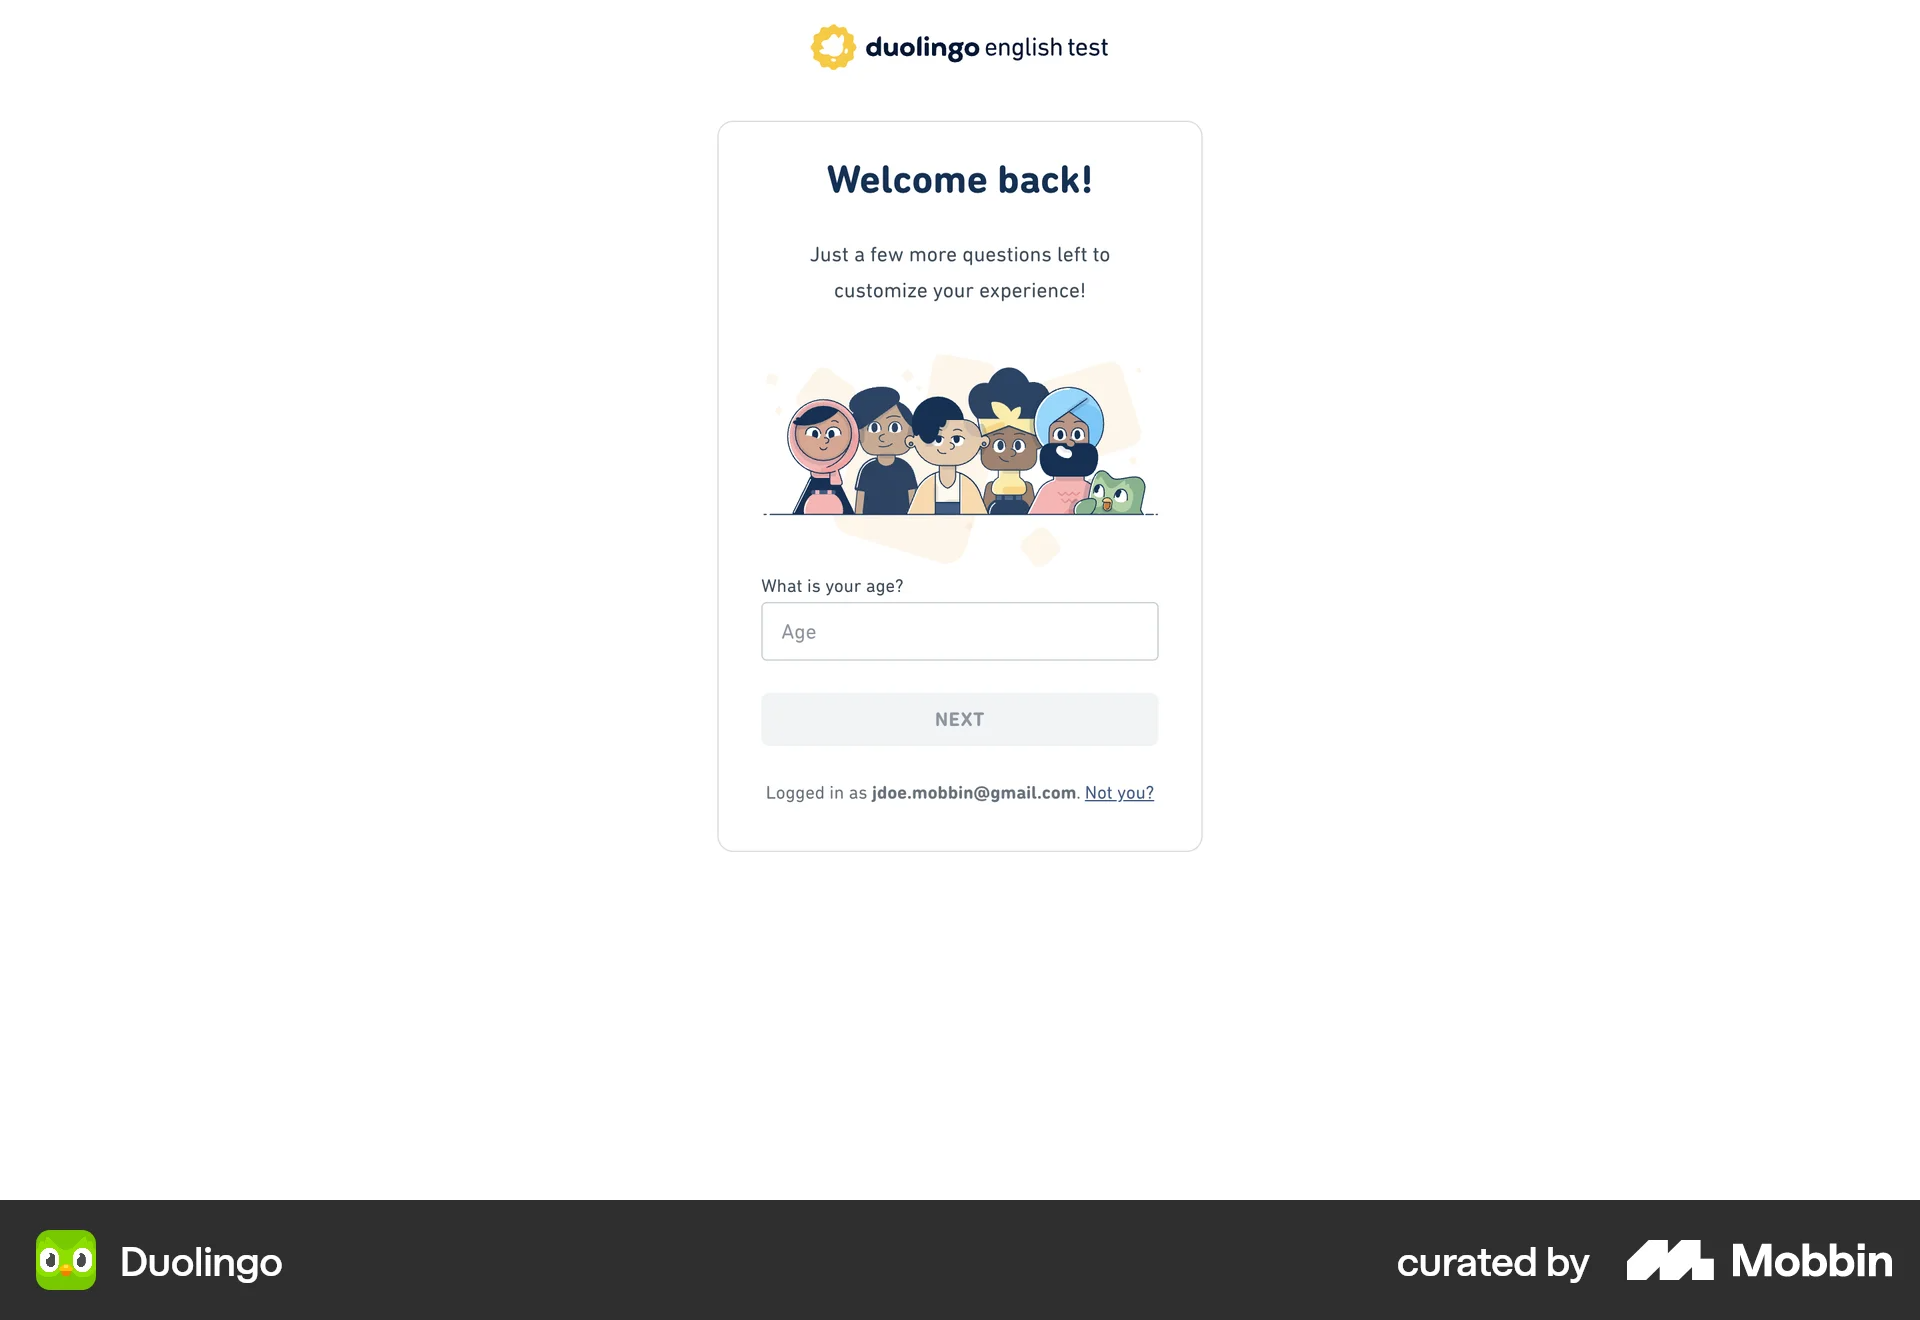 duolingo english test
Welcome back!
Just a few more questions left to
customize your experience!
What is your age?
Age
NEXT
Logged in as jdoe.mobbin@gmail.com. Not you?
Duolingo
curated by Mobbin